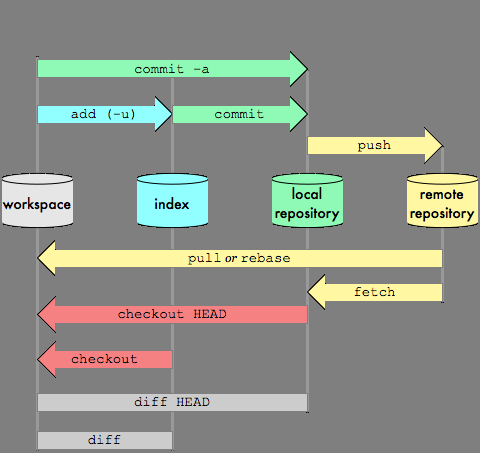 commit -a
add (-u)
commit
push
workspace
index
local
repository
remote
repository
pull or rebase
fetch
checkout HEAD
checkout
diff HEAD
diff